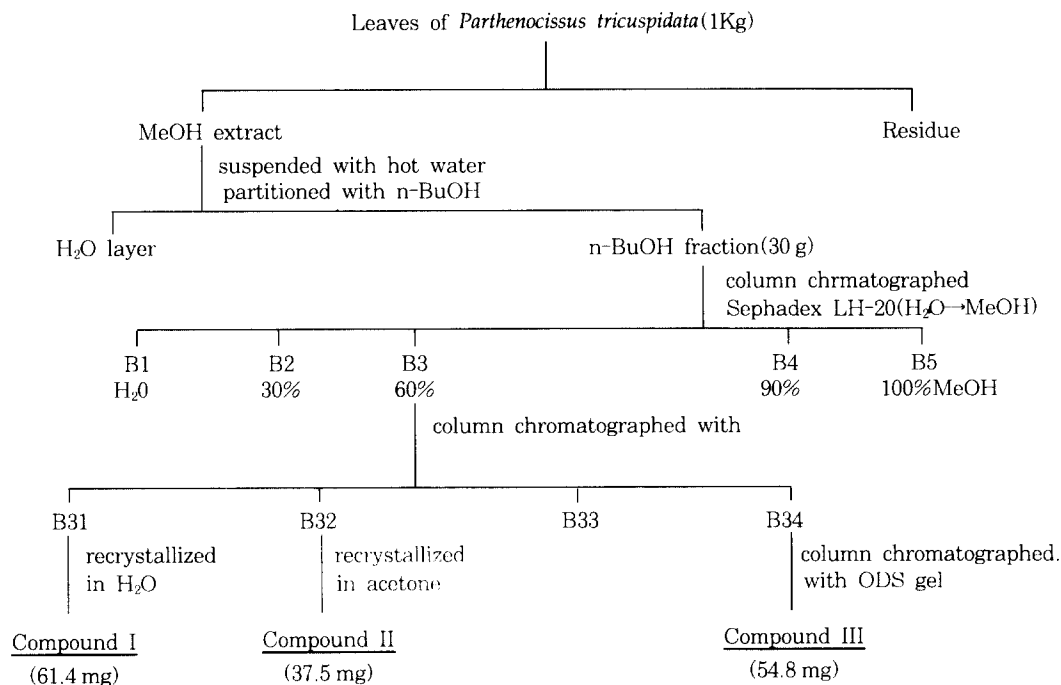 Leaves of Parthenocissus tricuspidata(1Kg)
MeOH extract
Residue
suspended with hot water
partitioned with n-BuOH
H₂O layer
n-BuOH fraction(30 g)
column chrmatographed
Sephadex LH-20(H₂O→MeOH)
B1
B2
B3
B4
B5
H₂0
30%
60%
90%
100%MeOH
column chromatographed with
B31
B32
B33
B34
recrystallized
in H₂O
recrystallized
in acetone
column chromatographed.
with ODS gel
Compound I
Compound II
Compound III
(61.4 mg)
(37.5 mg)
(54.8 mg)